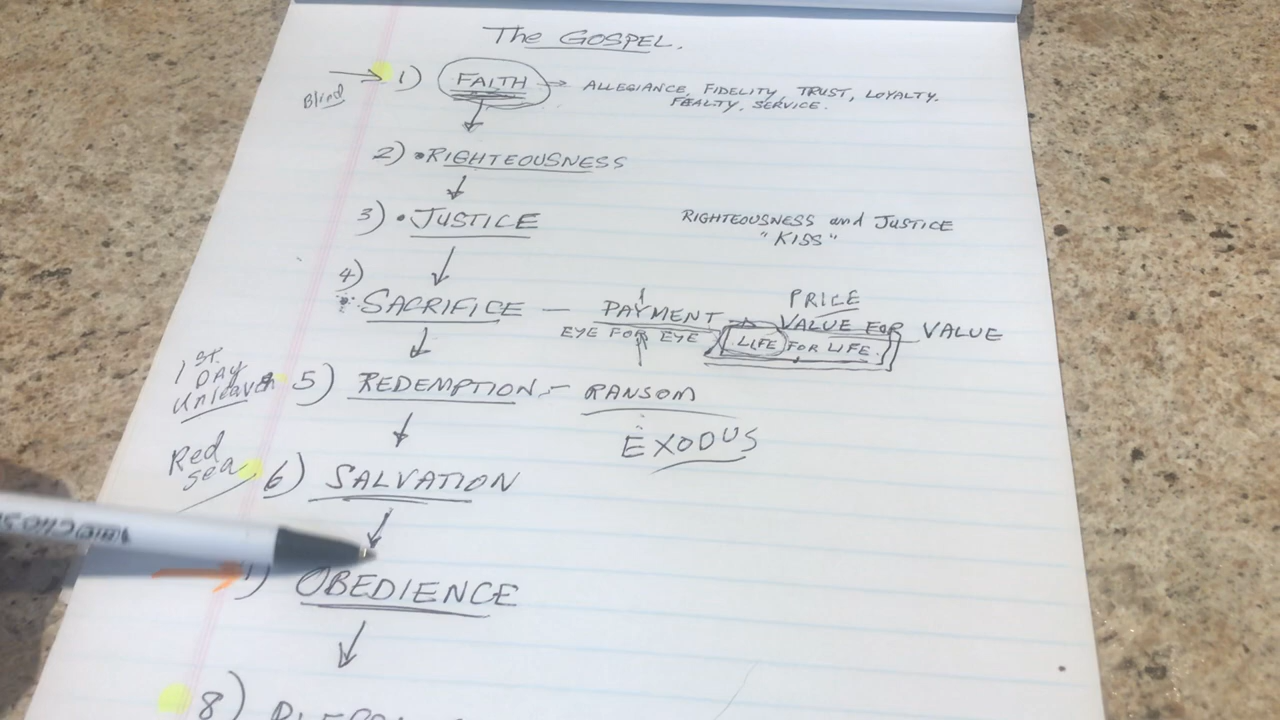 The GOSPEL.
1) FAITH → ALLEGIANCE, FIDELITY, TRUST, LOYALTY.
FEALTY, SERVICE.
Blind
2) • RIGHTEOUSNESS
3) • JUSTICE
RIGHTEOUSNESS and JUSTICE
"KISS"
4) SACRIFICE — PAYMENT
PRICE
VALUE FOR VALUE
EYE FOR EYE
LIFE FOR LIFE.
1st
DAY
Unleaven
5) REDEMPTION - RANSOM
EXODUS
Red
sea
6) SALVATION
OBEDIENCE
8)